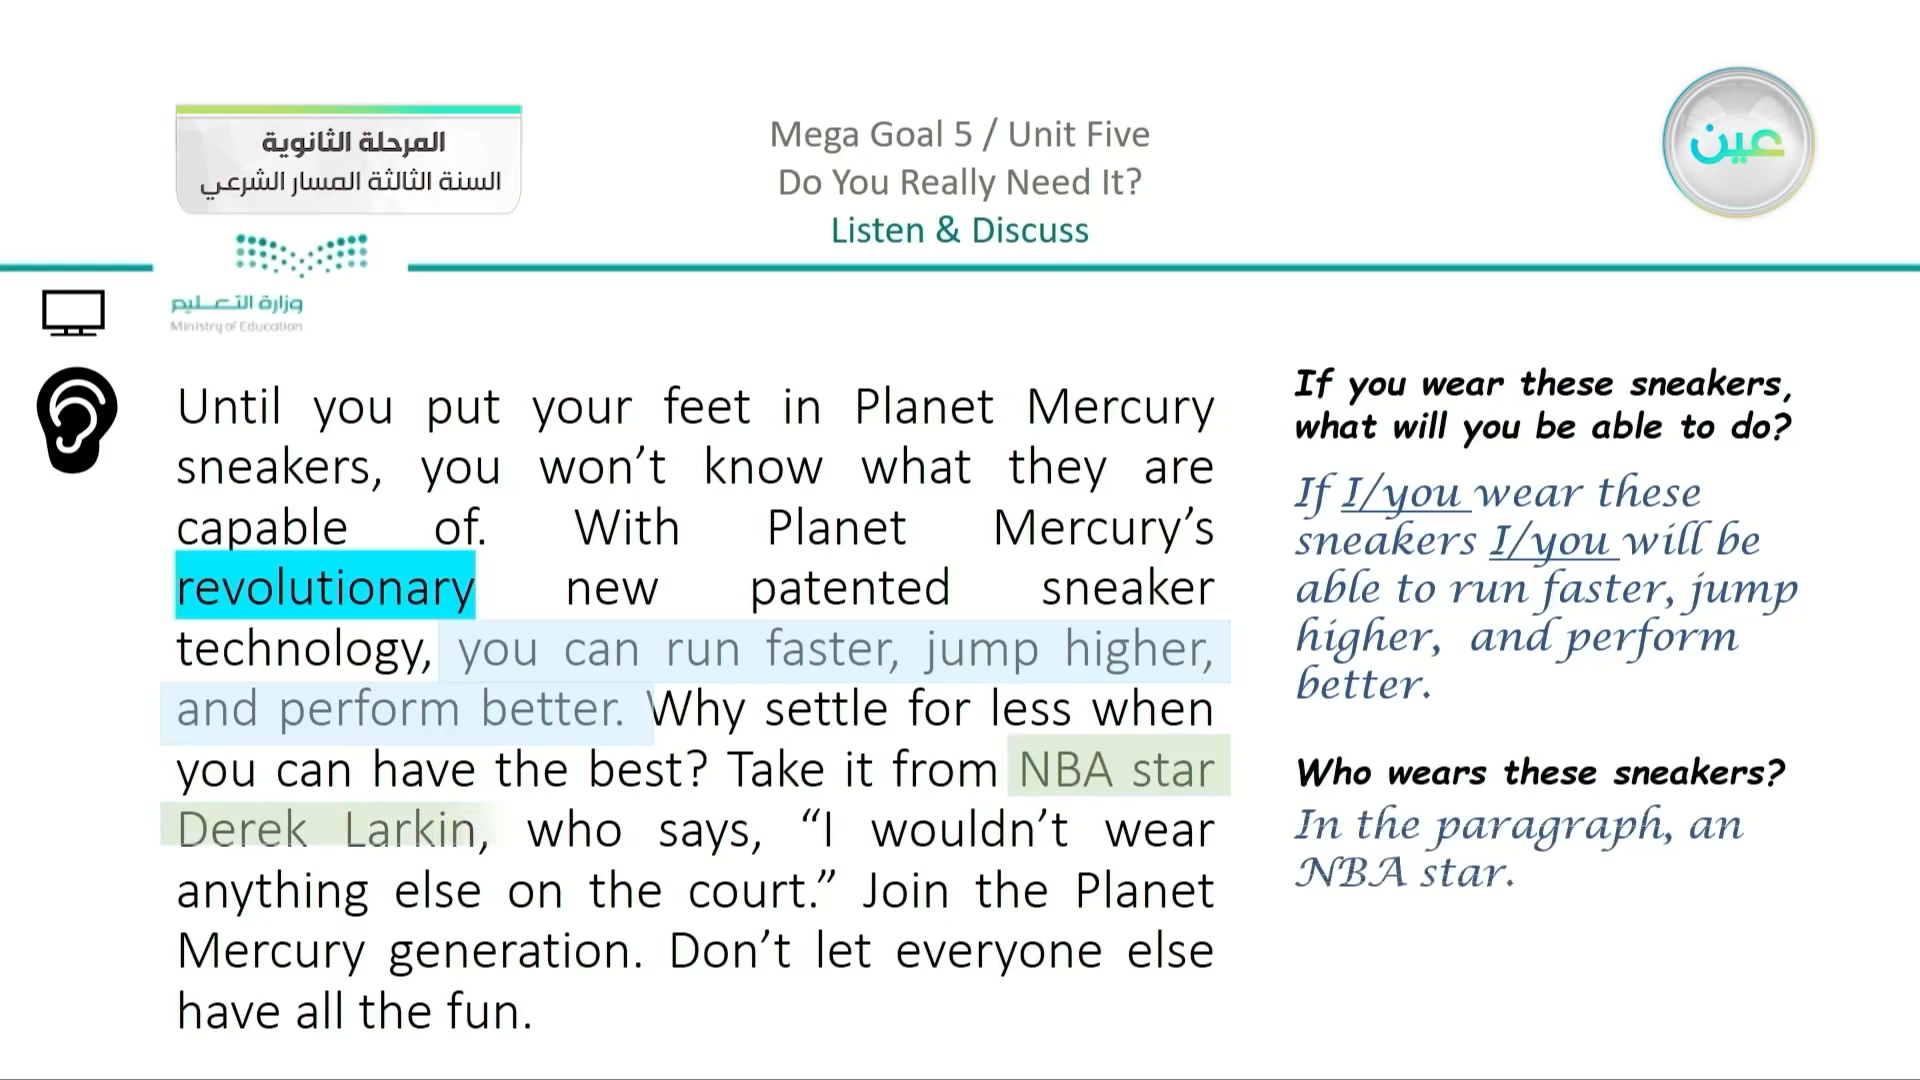 المرحلة الثانوية
السنة الثالثة المسار الشرعي
Mega Goal 5 / Unit Five
Do You Really Need It?
Listen & Discuss
عين
وزارة التعليم
Ministry of Education
Until you put your feet in Planet Mercury
sneakers, you won’t know what they are
capable of. With Planet Mercury’s
revolutionary new patented sneaker
technology, you can run faster, jump higher,
and perform better. Why settle for less when
you can have the best? Take it from NBA star
Derek Larkin, who says, “I wouldn’t wear
anything else on the court.” Join the Planet
Mercury generation. Don’t let everyone else
have all the fun.
If you wear these sneakers,
what will you be able to do?
If I/you wear these
sneakers I/you will be
able to run faster, jump
higher, and perform
better.
Who wears these sneakers?
In the paragraph, an
NBA star.